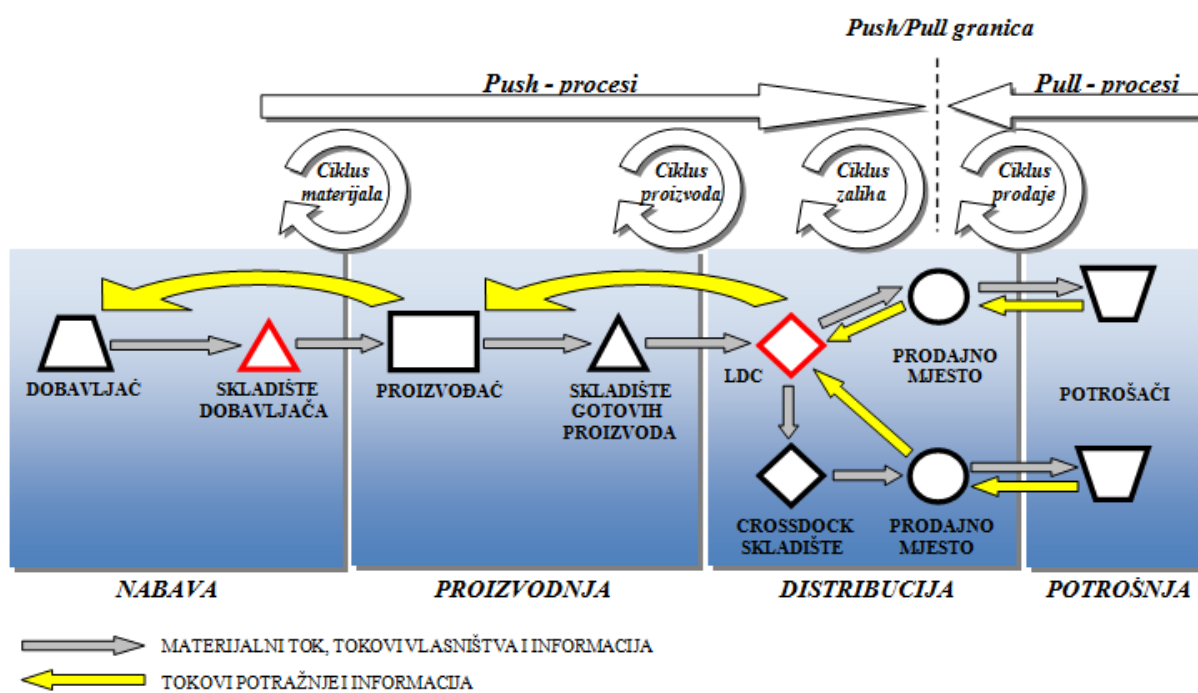 Push/Pull granica
Push - procesi
Pull - procesi
Ciklus
materijala
Ciklus
proizvoda
Ciklus
zaliha
Ciklus
prodaje
DOBAVLJAČ
SKLADIŠTE
DOBAVLJAČA
PROIZVOĐAČ
SKLADIŠTE
GOTOVIH
PROIZVODA
LDC
PRODAJNO
MJESTO
POTROŠAČI
CROSSDOCK
SKLADIŠTE
PRODAJNO
MJESTO
NABAVA
PROIZVODNJA
DISTRIBUCIJA
POTROŠNJA
MATERIJALNI TOK, TOKOVI VLASNIŠTVA I INFORMACIJA
TOKOVI POTRAŽNJE I INFORMACIJA